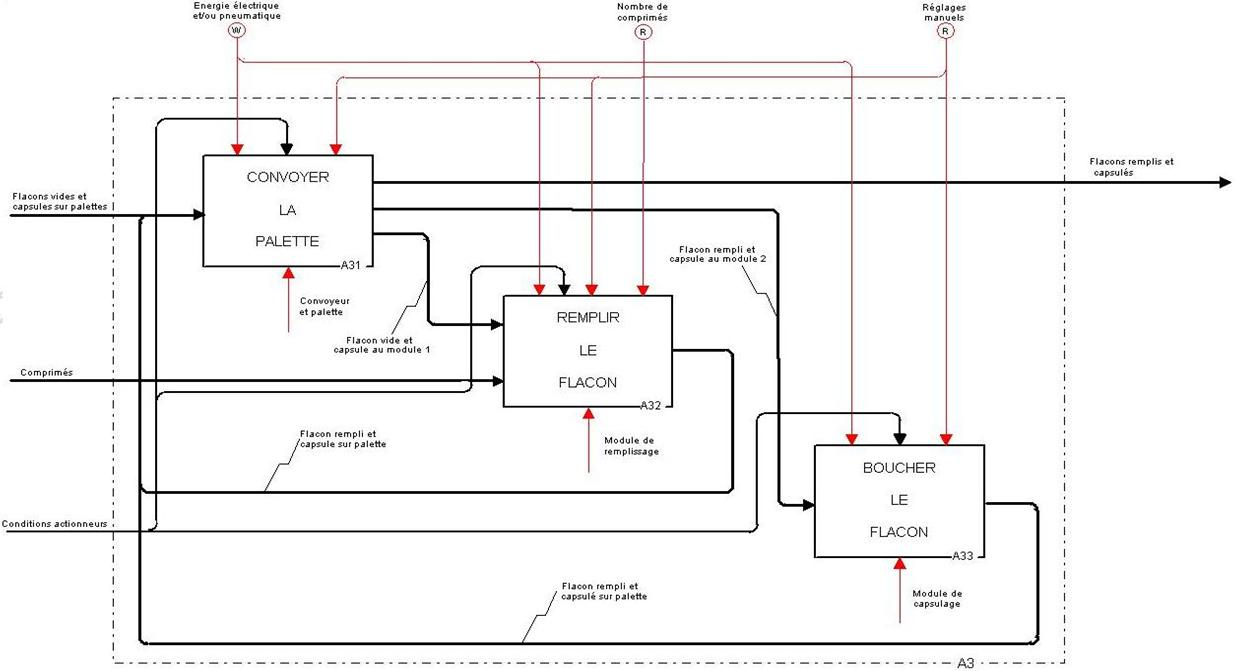 Energie électrique
et/ou pneumatique
W
Nombre de
comprimés
R
Réglages
manuels
R
Flacons remplis et
capsulés
Flacons vides et
capsules sur palettes
CONVOYER
LA
PALETTE
A31
Convoyeur
et palette
Flacon vide et
capsule au module 1
Flacon rempli et
capsule au module 2
REMPLIR
LE
FLACON
A32
Comprimés
Module de
remplissage
Flacon rempli et
capsule sur palette
BOUCHER
LE
FLACON
A33
Conditions actionneurs
Module de
capsulage
Flacon rempli et
capsulé sur palette
A3